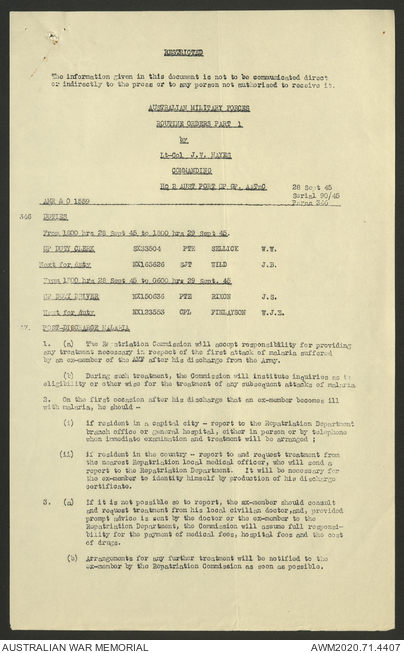 RESTRICTED
The information given in this document is not to be communicated direct
or indirectly to the press or to any person not authorised to receive it.
AUSTRALIAN MILITARY FORCES
ROUTINE ORDERS PART 1
by
Lt-Col J.V. HAYES
COMMANDING
HQ 2 ARMY PORT OP GP, AASC
28 Sept 45
Serial 90/45
AMR & O 1539
Paras 346
346 DUTIES
From 1800 hrs 28 Sept 45 to 1800 hrs 29 Sept 45.
GP DUTY CLERK SX33504 PTE SELLICK W.W.
Next for duty NX165626 SJT WILD J.B.
From 1800 hrs 28 Sept 45 to 0600 hrs 29 Sept. 45
GP DUTY DRIVER NX150636 PTE RIXON J.S.
Next for duty NX123553 CPL FINLAYSON W.J.E.
POST-DISCHARGE MALARIA
1. (a) The Repatriation Commission will accept responsibility for providing
any treatment necessary in respect of the first attack of malaria suffered
by an ex-member of the AMF after his discharge from the Army.
(b) During such treatment, the Commission will institute inquiries as to
eligibility or other wise for the treatment of any subsequent attacks of malaria
2. On the first occasion after his discharge that an ex-member becomes ill
with malaria, he should -
(i) if resident in a capital city - report to the Repatriation Department
branch office or general hospital, either in person or by telephone
when immediate examination and treatment will be arranged ;
(ii) if resident in the country - report to and request treatment from
the nearest Repatriation local medical officer, who will send a
report to the Repatriation Department. It will be necessary for
the ex-member to identify himself by production of his discharge
certificate.
3. (a) If it is not possible so to report, the ex-member should consult
and request treatment from his local civilian doctor,and, provided
prompt advice is sent by the doctor or the ex-member to the
Repatriation Department, the Commission will assume full responsi-
bility for the payment of medical fees, hospital fees and the cost
of drugs.
(b) Arrangements for any further treatment will be notified to the
ex-member by the Repatriation Commission as soon as possible.
AUSTRALIAN WAR MEMORIAL
AWM2020.71.4407